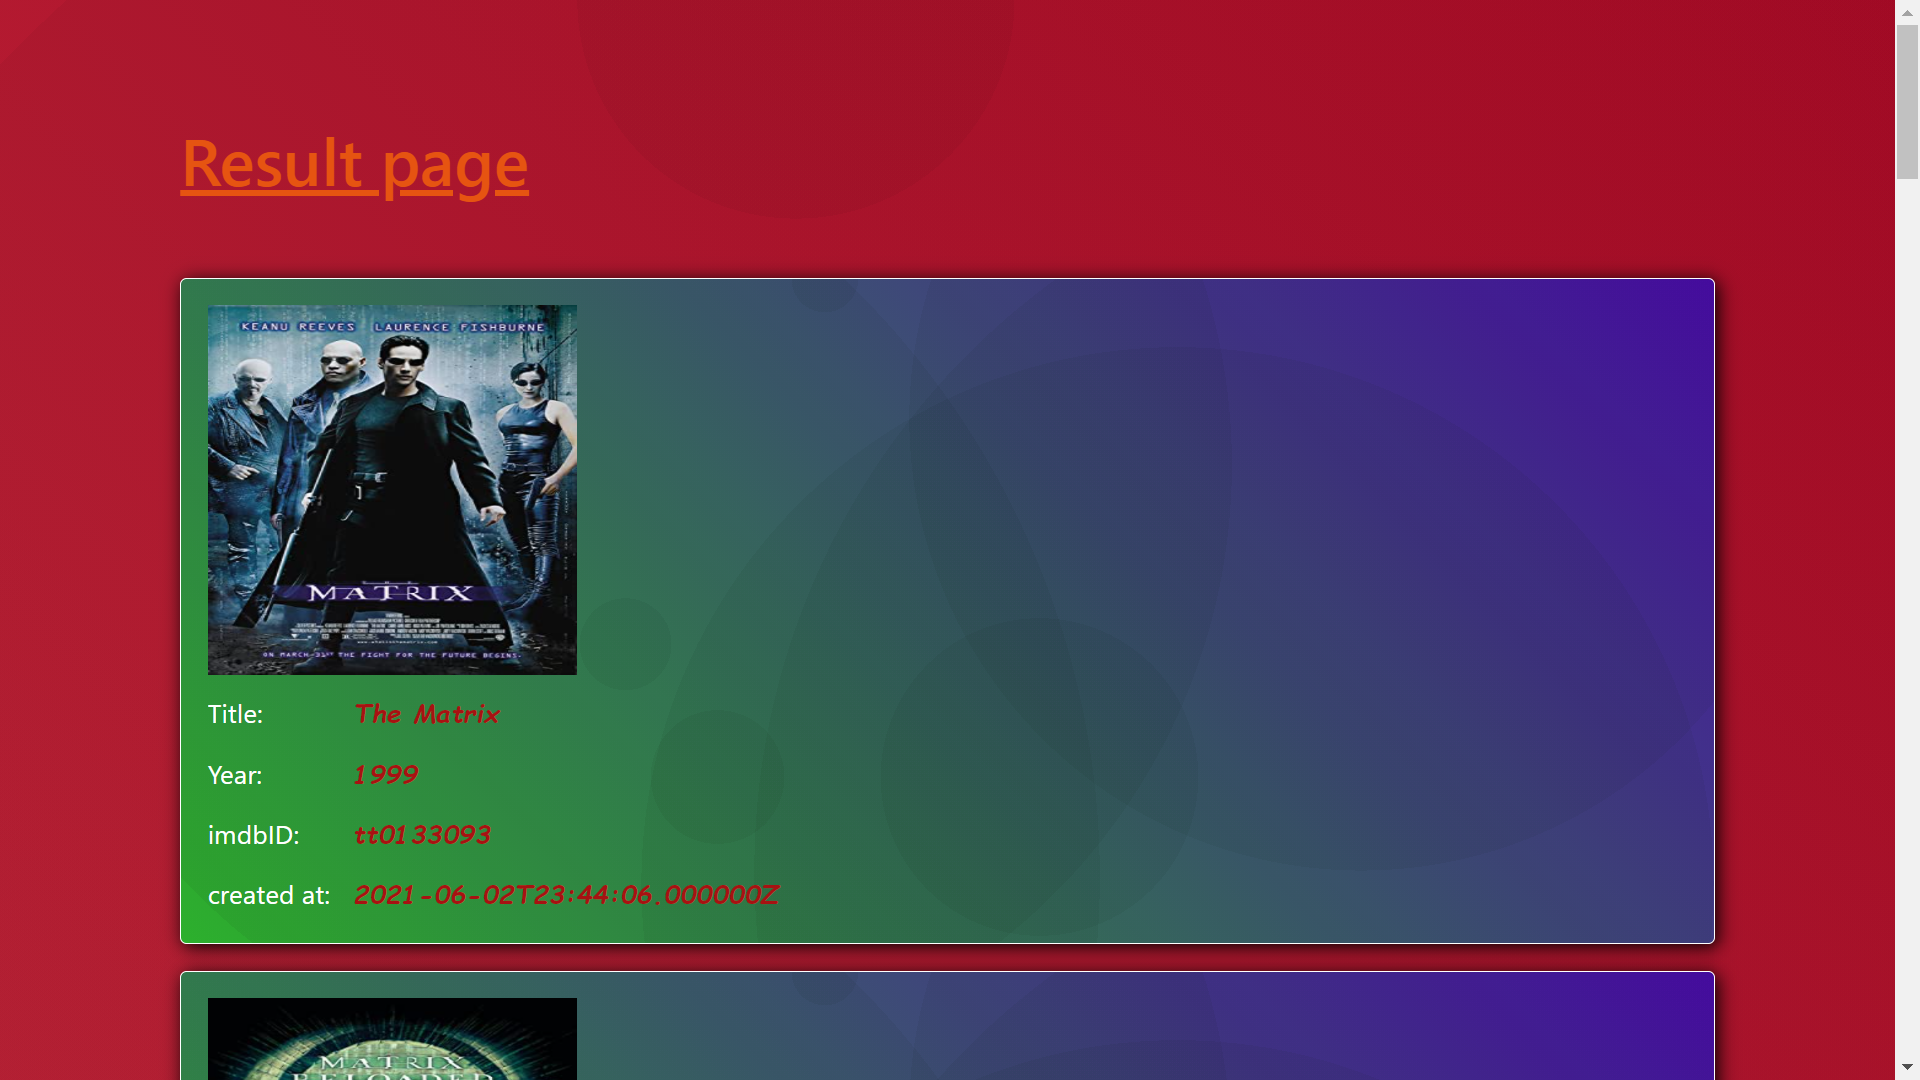 Result page
KEANU REEVES LAURENCE FISHBURNE
THE
MATRIX
ON MARCH 31ST THE FIGHT FOR THE FUTURE BEGINS.
Title: The Matrix
Year: 1999
imdbID: tt0133093
created at: 2021-06-02T23:44:06.000000Z
MATRIX
RELOADED